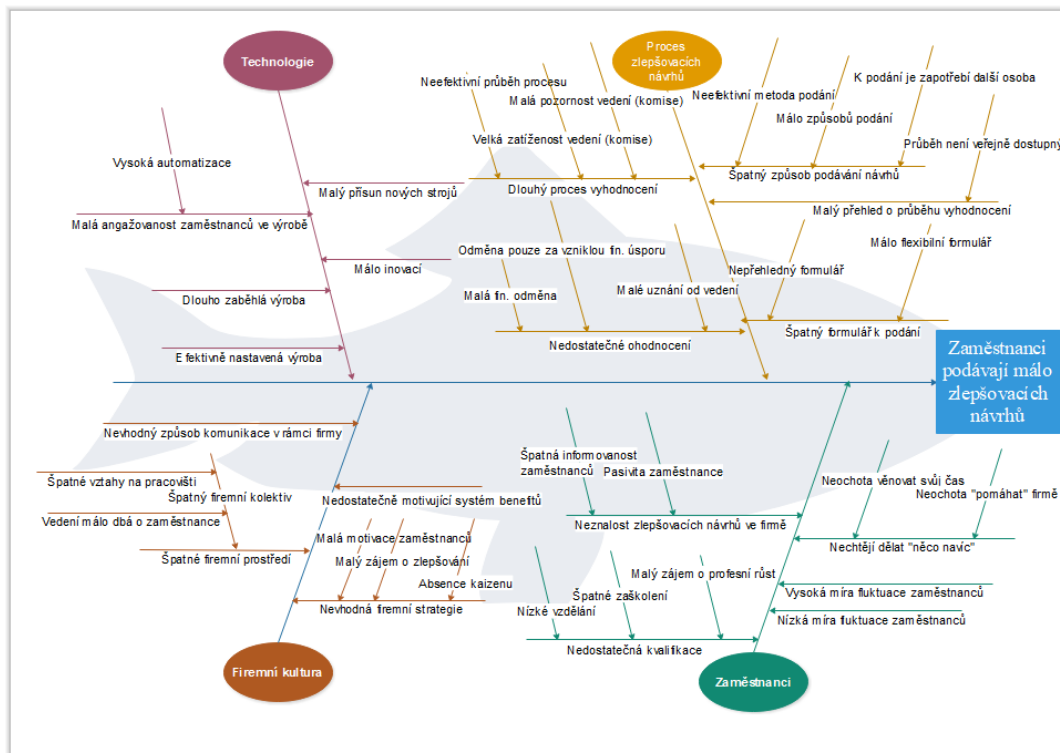 Technologie
Vysoká automatizace
Malý přísun nových strojů
Malá angažovanost zaměstnanců ve výrobě
Málo inovací
Dlouho zaběhlá výroba
Efektivně nastavená výroba
Proces
zlepšovacích
návrhů
Neefektivní průběh procesu
Malá pozornost vedení (komise)
Velká zatíženost vedení (komise)
Dlouhý proces vyhodnocení
Neefektivní metoda podání
K podání je zapotřebí další osoba
Málo způsobů podávání
Průběh není veřejně dostupný
Špatný způsob podávání návrhů
Malý přehled o průběhu vyhodnocení
Odměna pouze za vzniklou fin. úsporu
Malá fin. odměna
Malé uznání od vedení
Nedostatečné ohodnocení
Málo flexibilní formulář
Nepřehledný formulář
Špatný formulář k podání
Zaměstnanci
podávají málo
zlepšovacích
návrhů
Nevhodný způsob komunikace v rámci firmy
Špatné vztahy na pracovišti
Špatný firemní kolektiv
Vedení málo dbá o zaměstnance
Špatné firemní prostředí
Nedostatečně motivující systém benefitů
Malá motivace zaměstnanců
Malý zájem o zlepšování
Absence kaizenu
Nevhodná firemní strategie
Firemní kultura
Špatná informovanost
zaměstnanců
Pasivita zaměstnance
Neznalost zlepšovacích návrhů ve firmě
Neochota věnovat svůj čas
Neochota "pomáhat" firmě
Nechtějí dělat "něco navíc"
Malý zájem o profesní růst
Vysoká míra fluktuace zaměstnanců
Špatné zaškolení
Nízké vzdělání
Nízká míra fluktuace zaměstnanců
Nedostatečná kvalifikace
Zaměstnanci